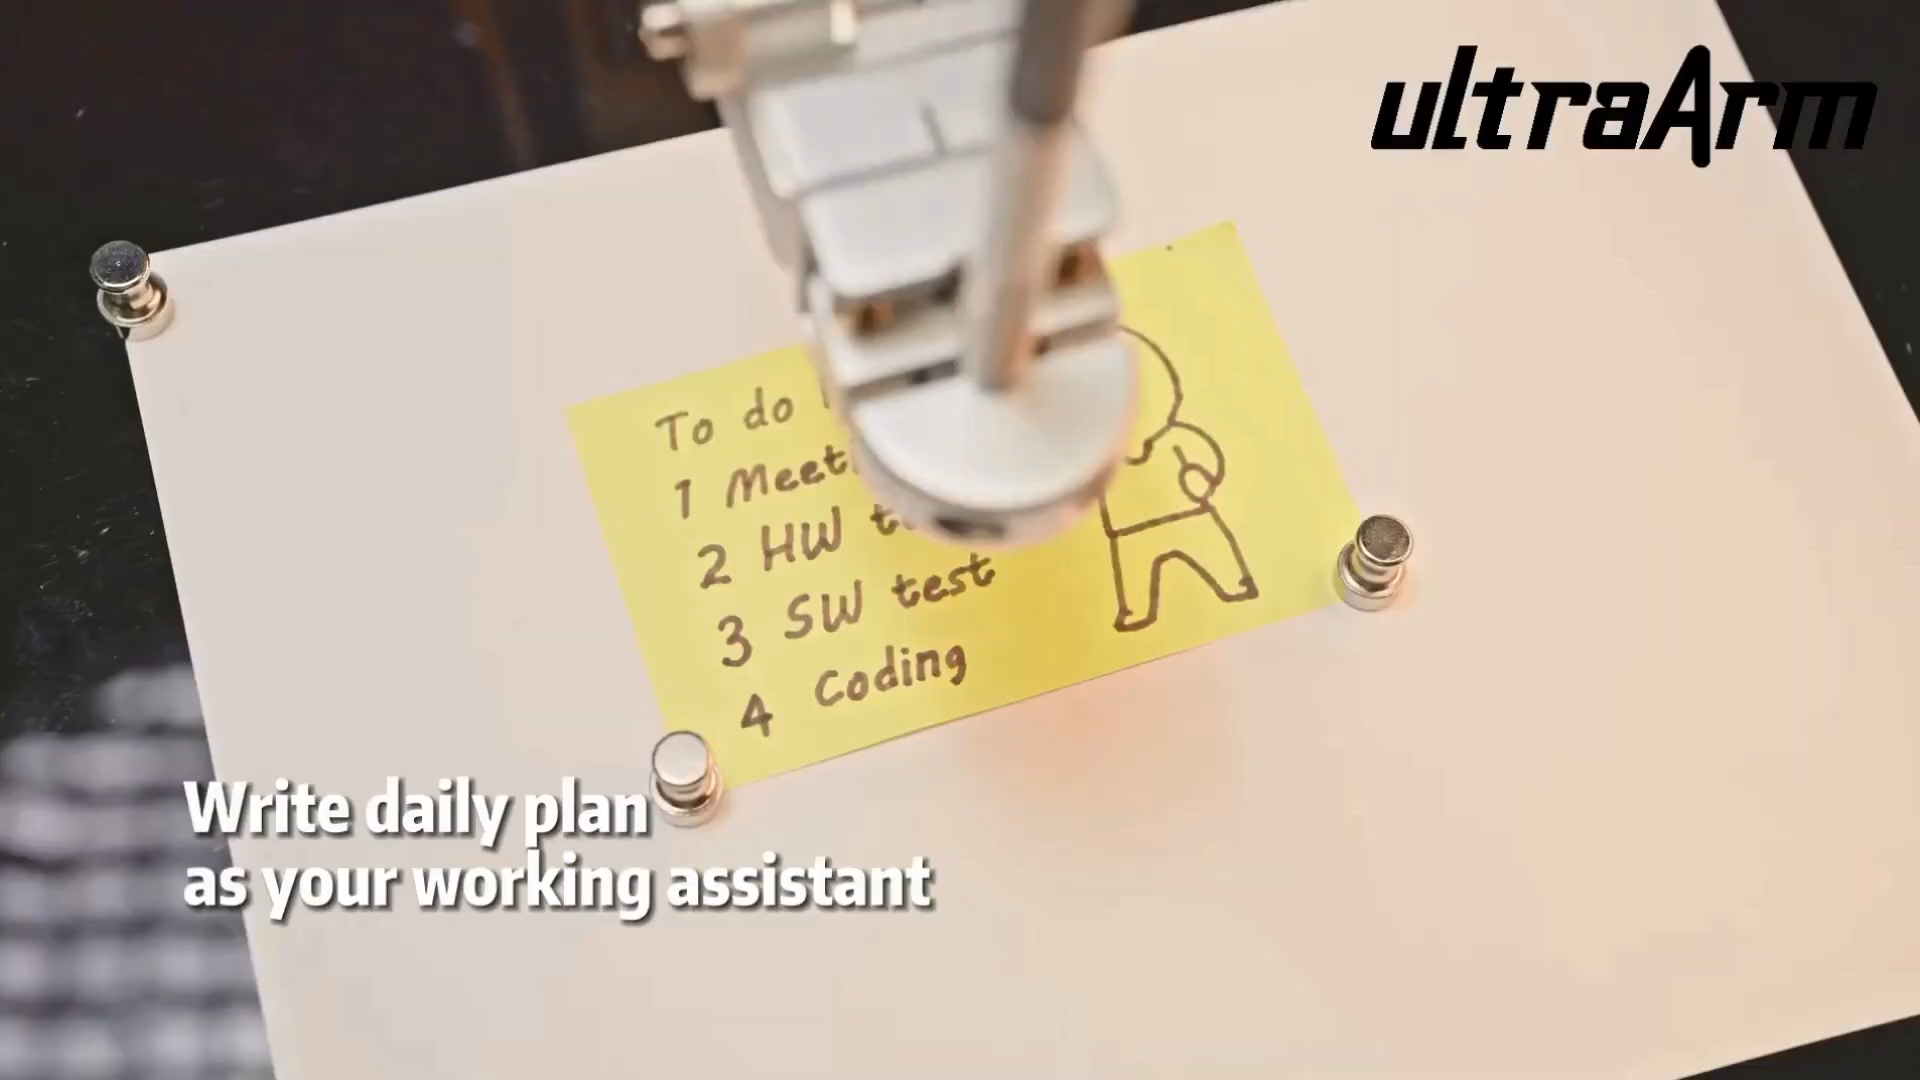 ultraArm
To do
1 Meet
2 HW t
3 SW test
4 Coding
Write daily plan
as your working assistant